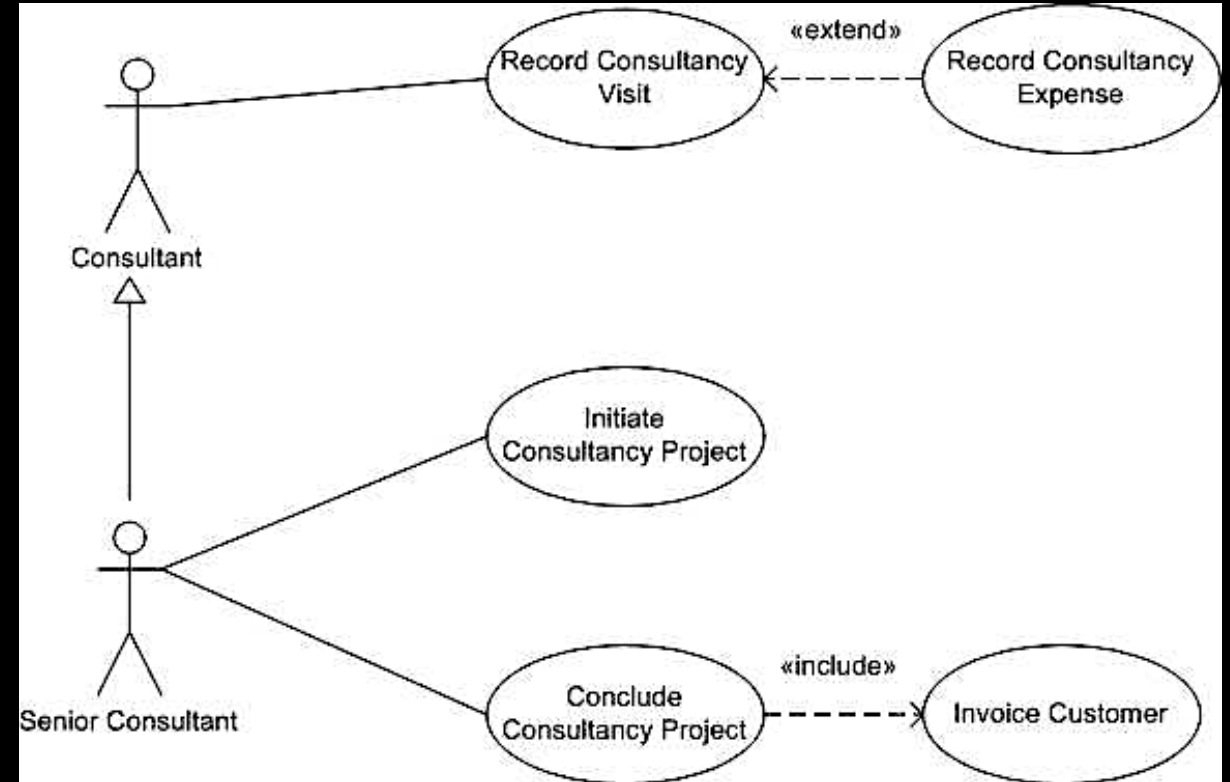 «extend»
Record Consultancy
Visit
Record Consultancy
Expense
Consultant
Initiate
Consultancy Project
«include»
Conclude
Consultancy Project
Invoice Customer
Senior Consultant